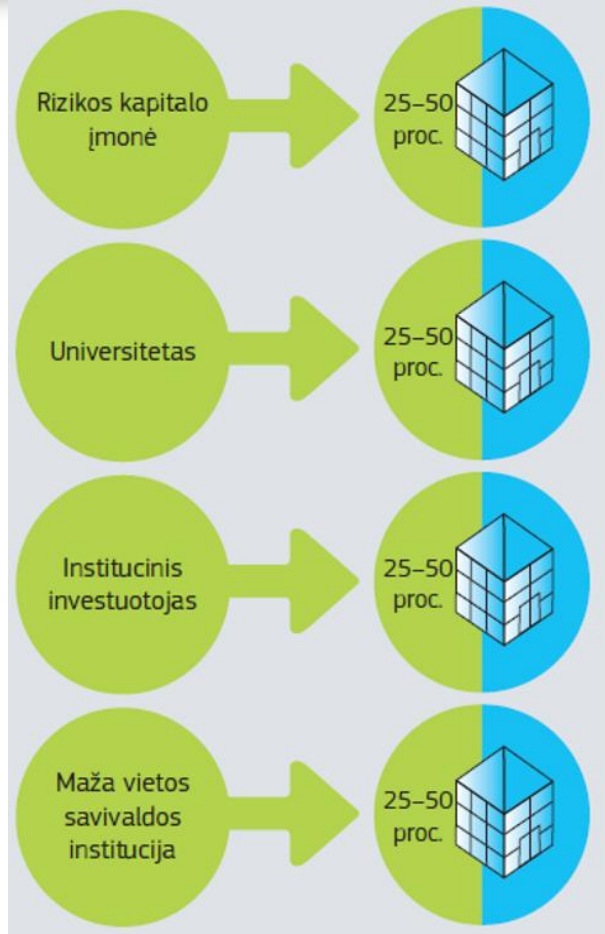 Rizikos kapitalo
įmonė
25–50
proc.
Universitetas
25–50
proc.
Institucinis
investuotojas
25–50
proc.
Maža vietos
savivaldos
institucija
25–50
proc.